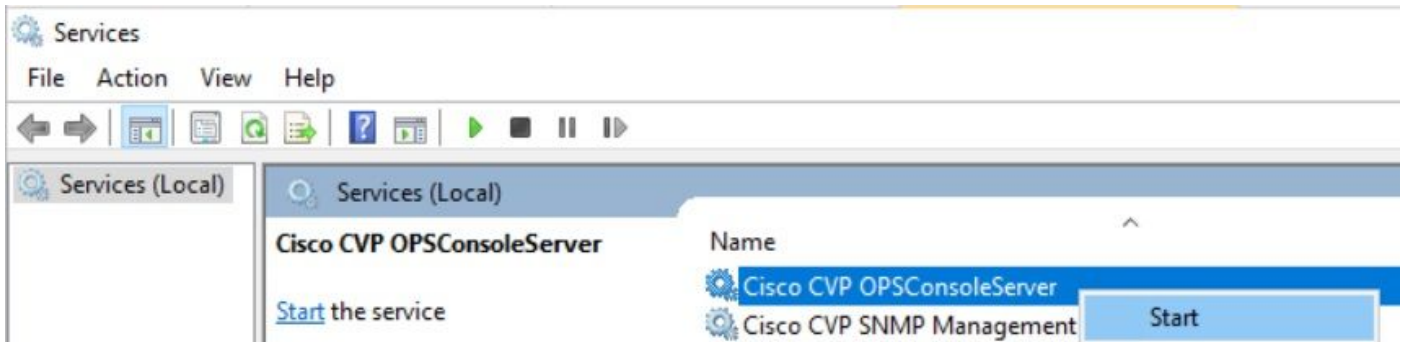 Services
File Action View Help
Services (Local)
Services (Local)
Cisco CVP OPSConsoleServer
Name
Start the service
Cisco CVP OPSConsoleServer
Cisco CVP SNMP Management
Start